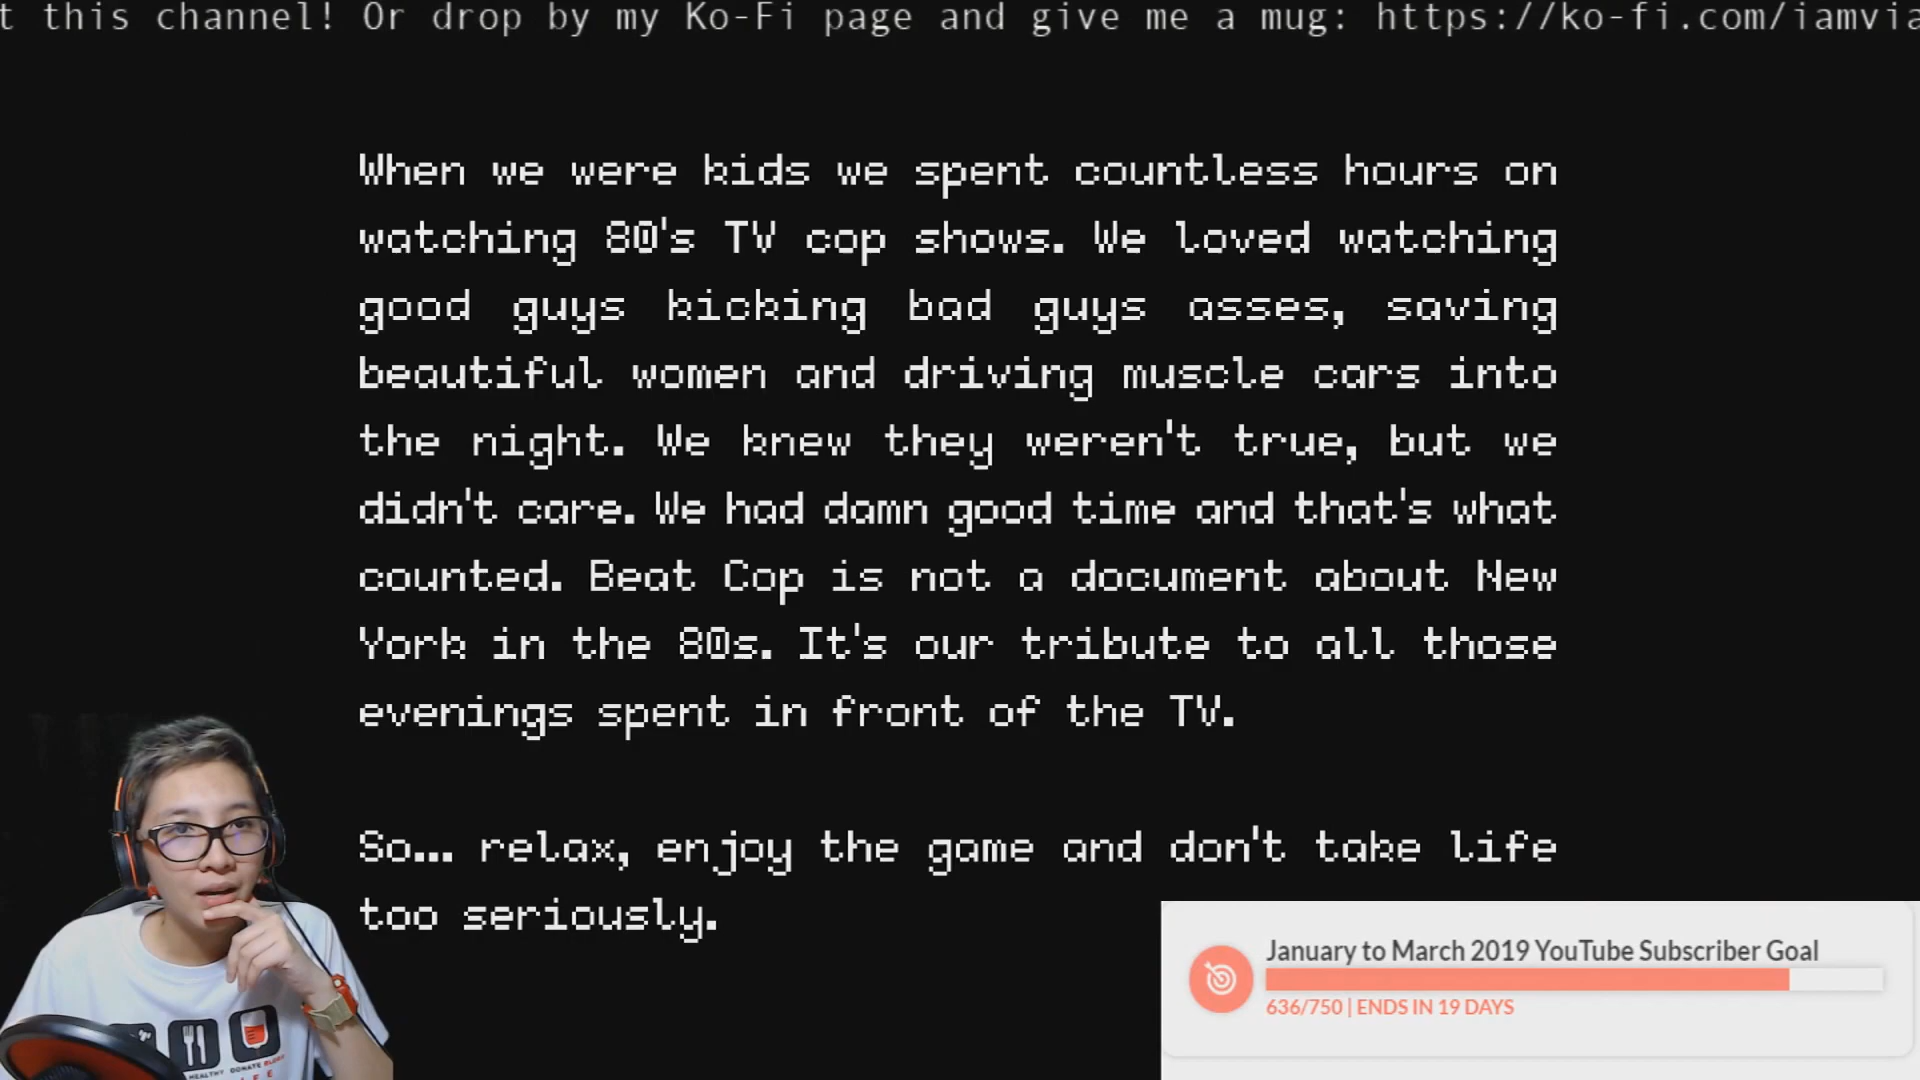 t this channel! Or drop by my Ko-Fi page and give me a mug: https://ko-fi.com/iamvia
When we were kids we spent countless hours on
watching 80's TV cop shows. We loved watching
good guys kicking bad guys asses, saving
beautiful women and driving muscle cars into
the night. We knew they weren't true, but we
didn't care. We had damn good time and that's what
counted. Beat Cop is not a document about New
York in the 80s. It's our tribute to all those
evenings spent in front of the TV.
So... relax, enjoy the game and don't take life
too seriously.
January to March 2019 YouTube Subscriber Goal
636/750 | ENDS IN 19 DAYS
HEALTHY DONATE BLOOD